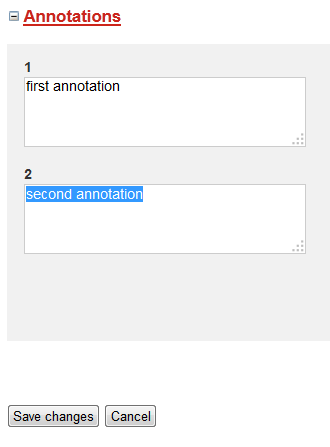 Annotations
1
first annotation
2
second annotation
Save changes Cancel